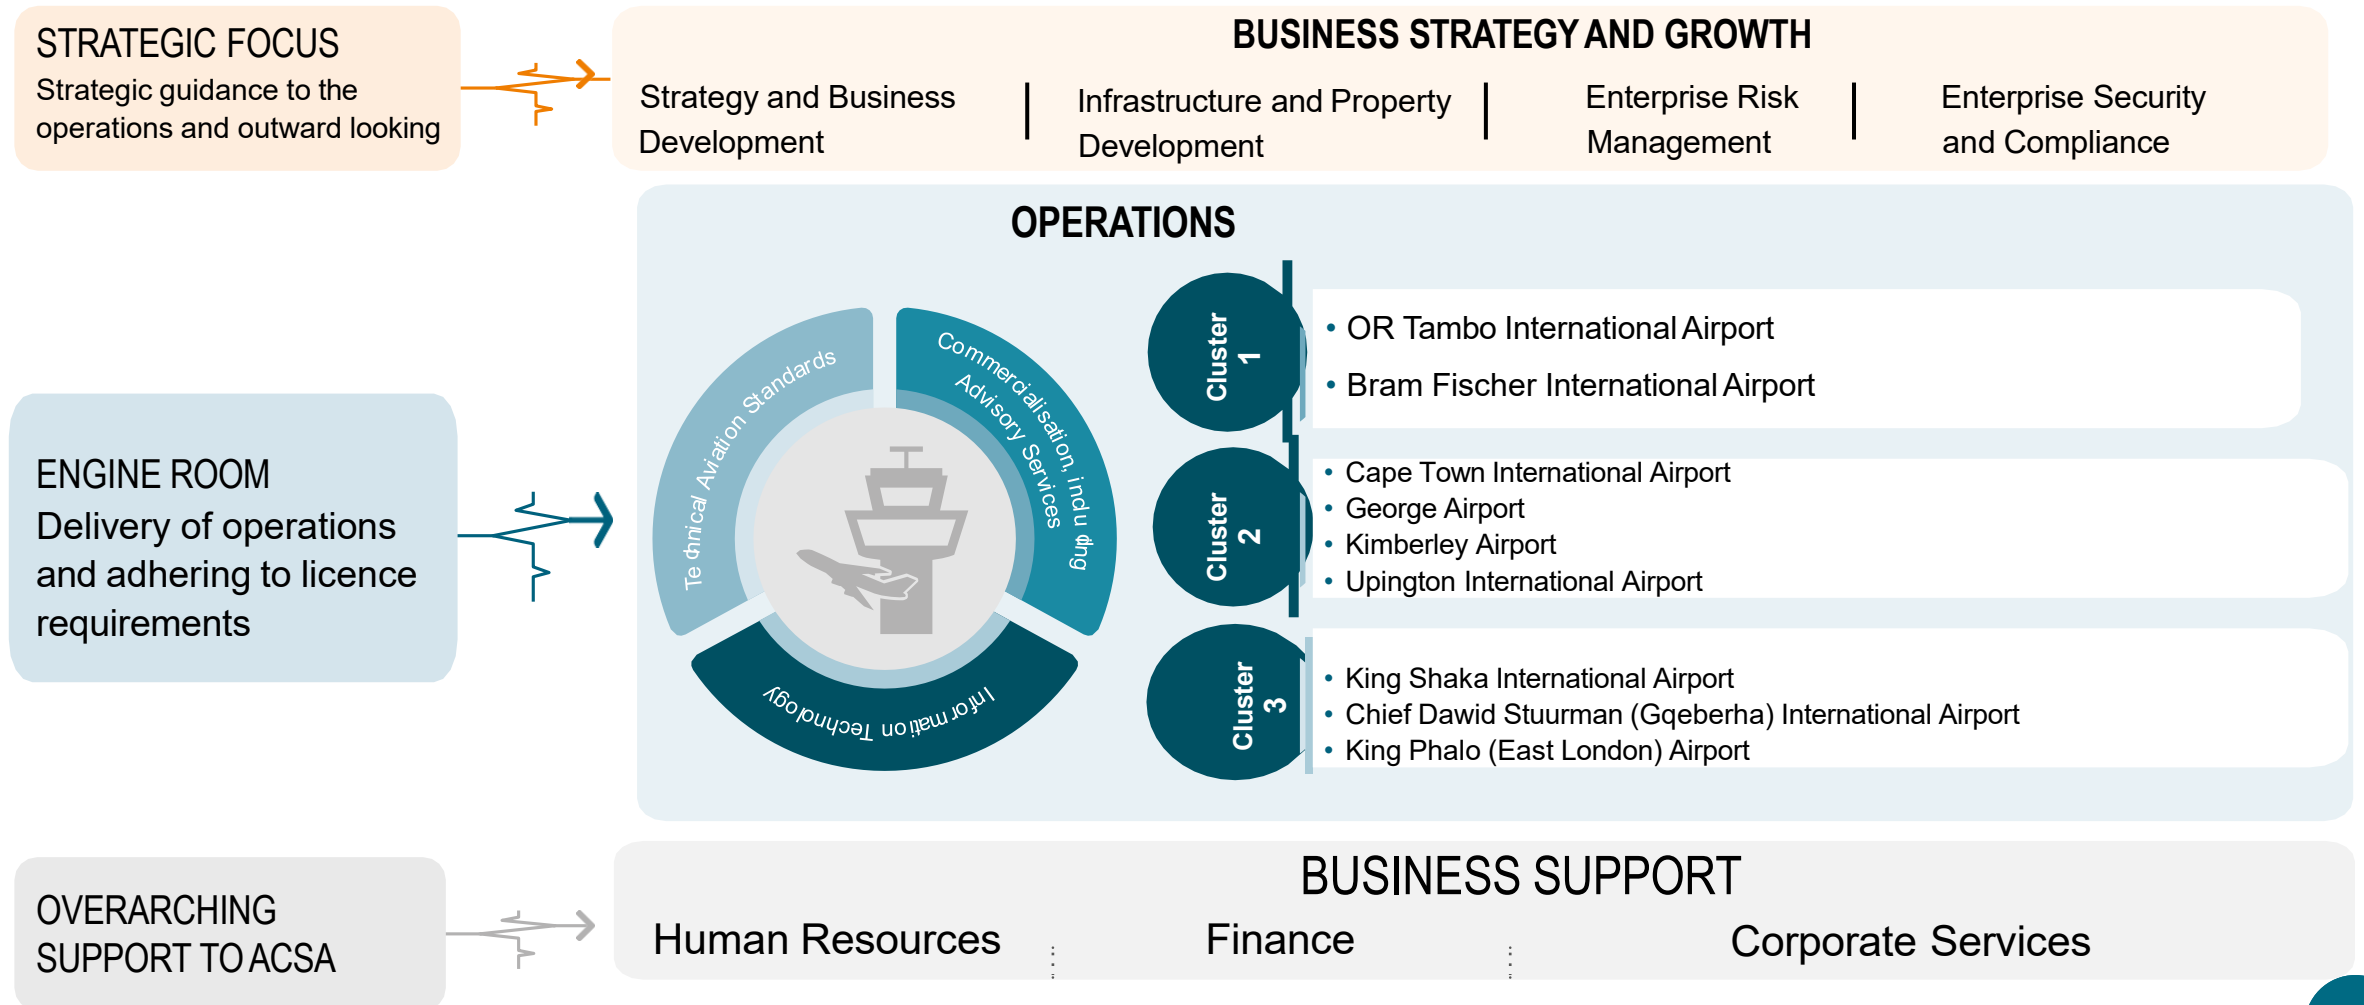 STRATEGIC FOCUS
Strategic guidance to the
operations and outward looking
BUSINESS STRATEGY AND GROWTH
Strategy and Business
Development
Infrastructure and Property
Development
Enterprise Risk
Management
Enterprise Security
and Compliance
ENGINE ROOM
Delivery of operations
and adhering to licence
requirements
OPERATIONS
Technical Aviation Standards
Commercialisation, including
Advisory Services
Information Technology
Cluster
1
• OR Tambo International Airport
• Bram Fischer International Airport
Cluster
2
• Cape Town International Airport
• George Airport
• Kimberley Airport
• Upington International Airport
Cluster
3
• King Shaka International Airport
• Chief Dawid Stuurman (Gqeberha) International Airport
• King Phalo (East London) Airport
OVERARCHING
SUPPORT TO ACSA
BUSINESS SUPPORT
Human Resources
Finance
Corporate Services